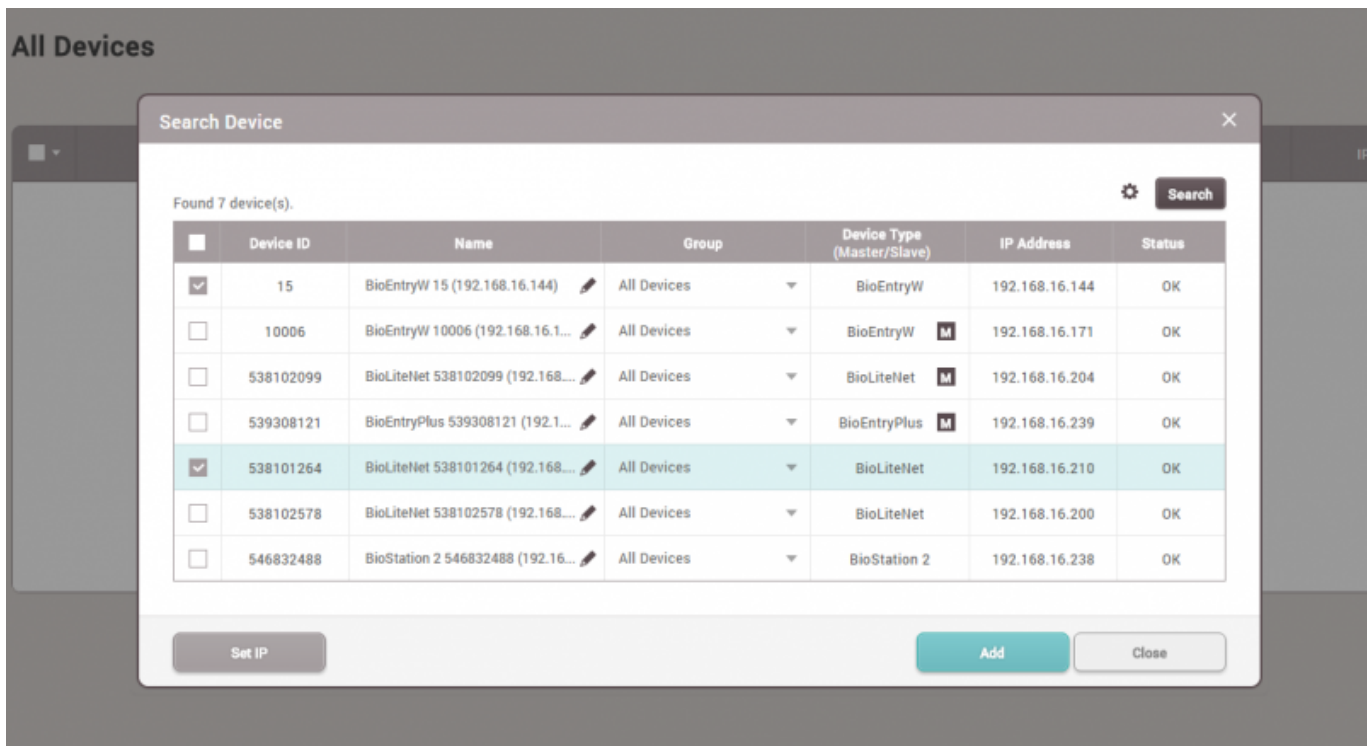 All Devices
Search Device
IP
Found 7 device(s).
Search
Device ID Name Group Device Type (Master/Slave) IP Address Status
15 BioEntryW 15 (192.168.16.144) All Devices BioEntryW 192.168.16.144 OK
10006 BioEntryW 10006 (192.168.16.1... All Devices BioEntryW M 192.168.16.171 OK
538102099 BioLiteNet 538102099 (192.168.... All Devices BioLiteNet M 192.168.16.204 OK
539308121 BioEntryPlus 539308121 (192.1... All Devices BioEntryPlus M 192.168.16.239 OK
538101264 BioLiteNet 538101264 (192.168.... All Devices BioLiteNet 192.168.16.210 OK
538102578 BioLiteNet 538102578 (192.168.... All Devices BioLiteNet 192.168.16.200 OK
546832488 BioStation 2 546832488 (192.16... All Devices BioStation 2 192.168.16.238 OK
Set IP Add Close